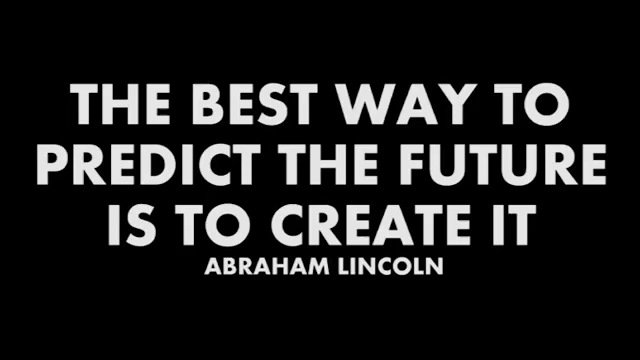 THE BEST WAY TO
PREDICT THE FUTURE
IS TO CREATE IT
ABRAHAM LINCOLN